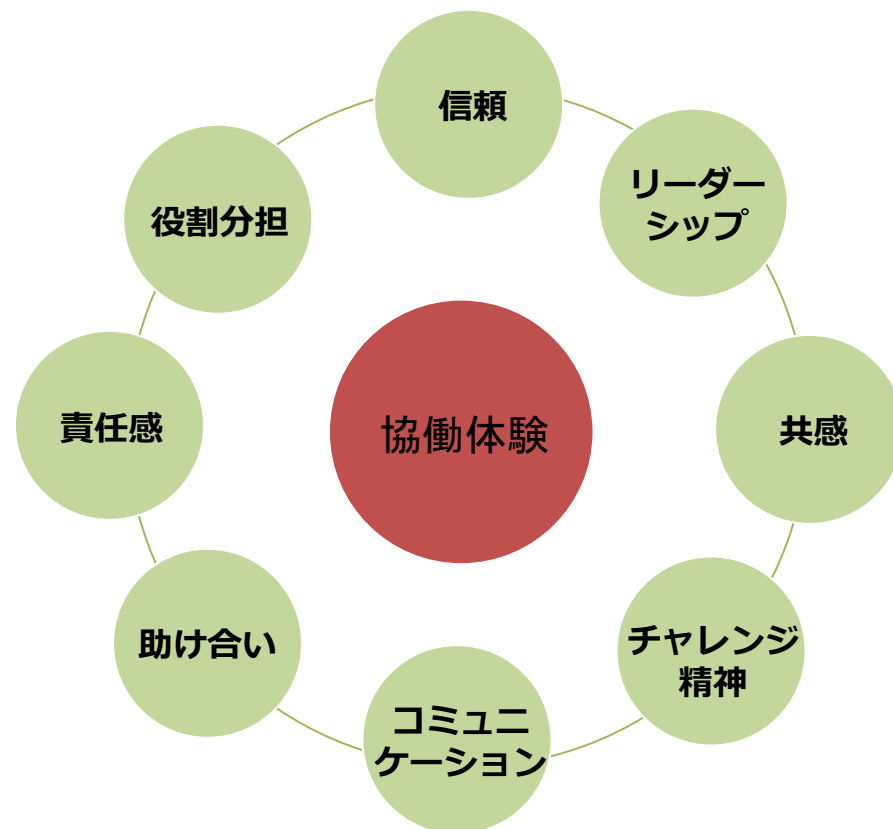 信頼
リーダー
シップ
共感
チャレンジ
精神
コミュニ
ケーション
助け合い
責任感
役割分担
協働体験